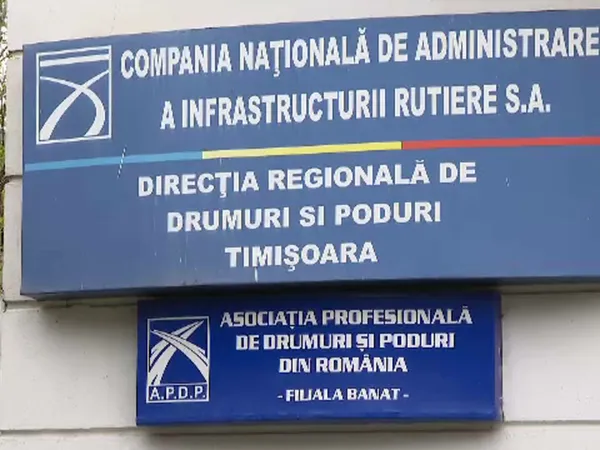 COMPANIA NAŢIONALĂ DE ADMINISTRARE
A INFRASTRUCTURII RUTIERE S.A.
DIRECŢIA REGIONALĂ DE
DRUMURI SI PODURI
TIMIŞOARA
ASOCIAŢIA PROFESIONALĂ
DE DRUMURI ŞI PODURI
DIN ROMÂNIA
A.P.D.P.
- FILIALA BANAT -